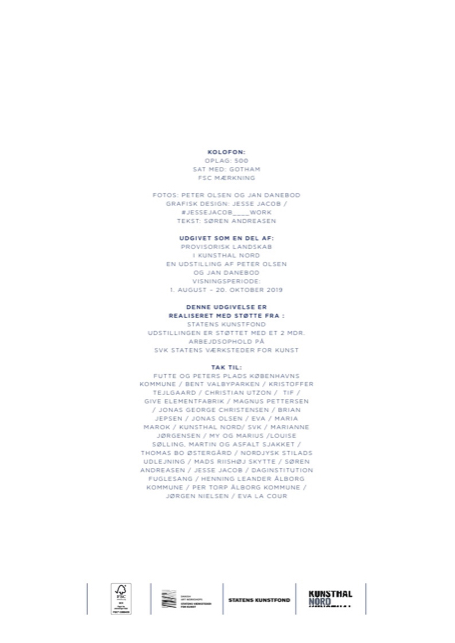 KOLOFON:
OPLAG: 500
SAT MED: GOTHAM
FSC MÆRKNING
FOTOS: PETER OLSEN OG JAN DANEBOD
GRAFISK DESIGN: JESSE JACOB /
#JESSEJACOB____WORK
TEKST: SØREN ANDREASEN
UDGIVET SOM EN DEL AF:
PROVISORISK LANDSKAB
I KUNSTHAL NORD
EN UDSTILLING AF PETER OLSEN
OG JAN DANEBOD
VISNINGSPERIODE:
1. AUGUST – 20. OKTOBER 2019
DENNE UDGIVELSE ER
REALISERET MED STØTTE FRA :
STATENS KUNSTFOND
UDSTILLINGEN ER STØTTET MED ET 2 MDR.
ARBEJDSOPHOLD PÅ
SVK STATENS VÆRKSTEDER FOR KUNST
TAK TIL:
FUTTE OG PETERS PLADS KØBENHAVNS
KOMMUNE / BENT VALBYPARKEN / KRISTOFFER
TEJLGAARD / CHRISTIAN UTZON / TIF /
GIVE ELEMENTFABRIK / MAGNUS PETTERSEN
/ JONAS GEORGE CHRISTENSEN / BRIAN
JEPSEN / JONAS OLSEN / EVA / MARIA
MAROK / KUNSTHAL NORD/ SVK / MARIANNE
JØRGENSEN / MY OG MARIUS /LOUISE
SØLLING, MARTIN OG ASFALT SJAKKET /
THOMAS BO ØSTERGÅRD / NORDJYSK STILADS
UDLEJNING / MADS RIISHØJ SKYTTE / SØREN
ANDREASEN / JESSE JACOB / DAGINSTITUTION
FUGLESANG / HENNING LEANDER ÅLBORG
KOMMUNE / PER TORP ÅLBORG KOMMUNE /
JØRGEN NIELSEN / EVA LA COUR
FSC
STATENS KUNSTFOND
KUNSTHAL
NORD